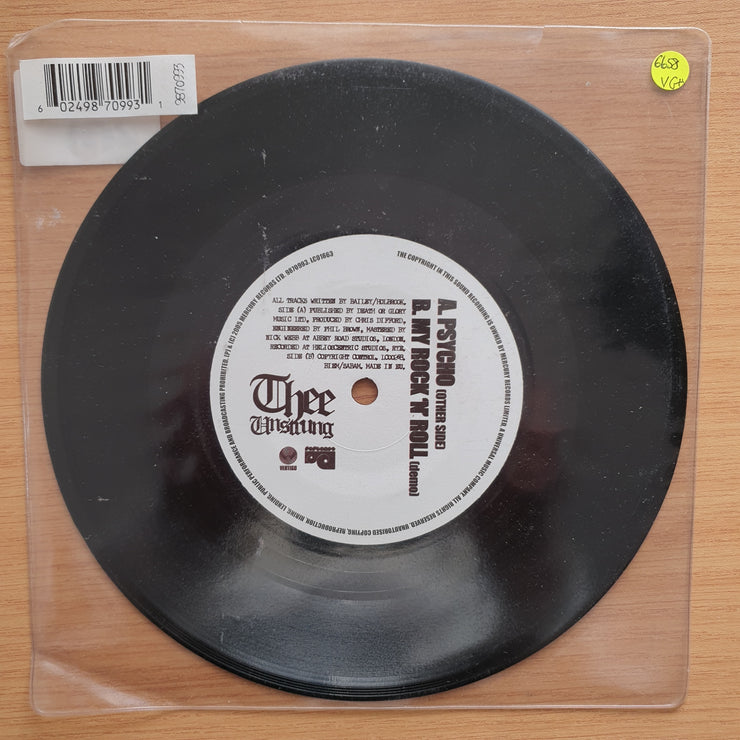 6 02498 70993 1
9870993
6658
VG+
A. PSYCHO (OTHER SIDE)
B. MY ROCK 'N' ROLL (demo)
ALL TRACKS WRITTEN BY BAILEY/HOLBROOK.
SIDE (A) PUBLISHED BY DEATH OR GLORY
MUSIC LTD, PRODUCED BY CHRIS DIFFORD,
ENGINEERED BY PHIL BROWN, MASTERED BY
NICK WEBB AT ABBEY ROAD STUDIOS, LONDON.
RECORDED AT HELIOCENTRIC STUDIOS, RYE.
SIDE (B) COPYRIGHT CONTROL. LC00148.
BIEM/SABAM. MADE IN EU.
Thee
Unstrung
VERTIGO
THE COPYRIGHT IN THIS SOUND RECORDING IS OWNED BY MERCURY RECORDS LIMITED. A UNIVERSAL MUSIC COMPANY. ALL RIGHTS RESERVED. UNAUTHORISED COPYING, REPRODUCTION, HIRING, LENDING, PUBLIC PERFORMANCE AND BROADCASTING PROHIBITED. (P) & (C) 2005 MERCURY RECORDS LTD. 9870993. LC01663